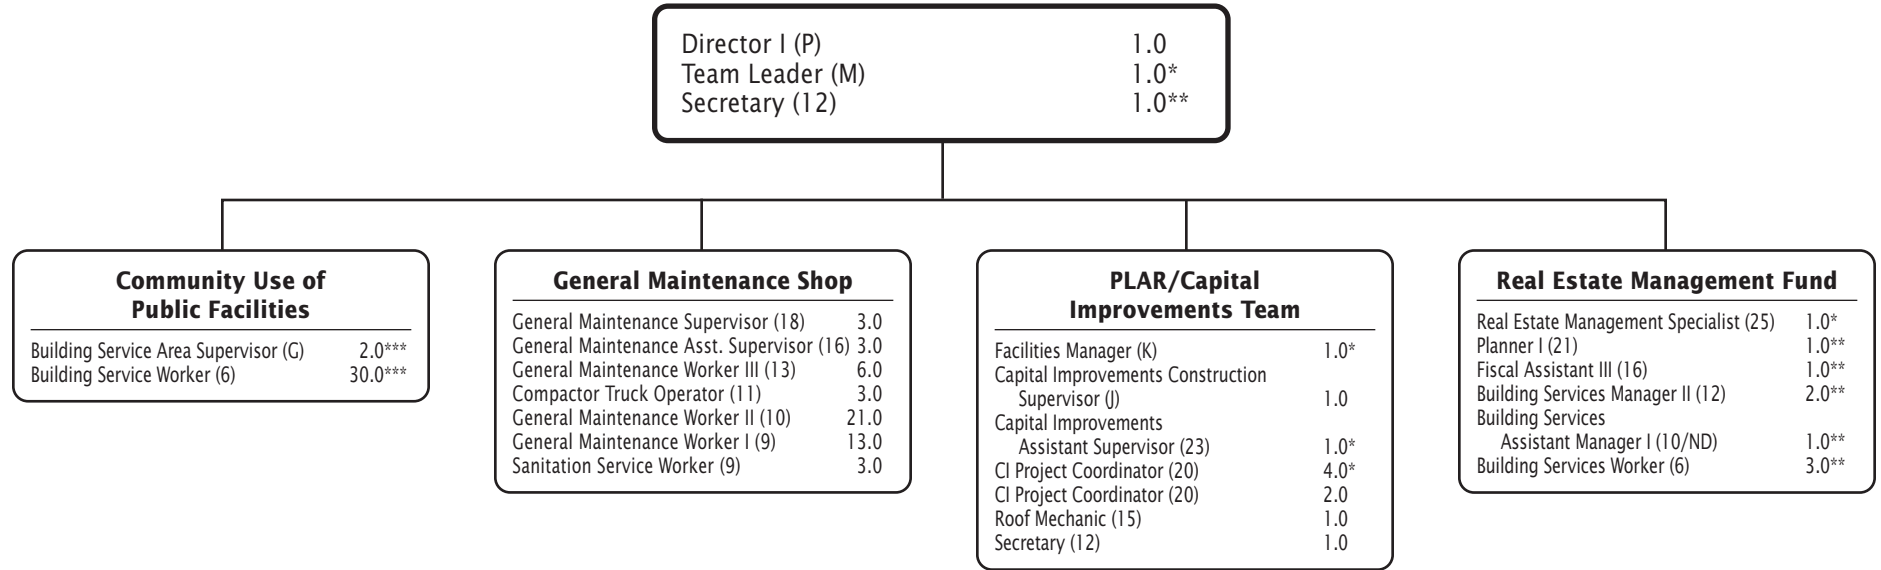 Director I (P) 1.0
Team Leader (M) 1.0*
Secretary (12) 1.0**
Community Use of
Public Facilities
Building Service Area Supervisor (G) 2.0***
Building Service Worker (6) 30.0***
General Maintenance Shop
General Maintenance Supervisor (18) 3.0
General Maintenance Asst. Supervisor (16) 3.0
General Maintenance Worker III (13) 6.0
Compactor Truck Operator (11) 3.0
General Maintenance Worker II (10) 21.0
General Maintenance Worker I (9) 13.0
Sanitation Service Worker (9) 3.0
PLAR/Capital
Improvements Team
Facilities Manager (K) 1.0*
Capital Improvements Construction
Supervisor (J) 1.0
Capital Improvements
Assistant Supervisor (23) 1.0*
CI Project Coordinator (20) 4.0*
CI Project Coordinator (20) 2.0
Roof Mechanic (15) 1.0
Secretary (12) 1.0
Real Estate Management Fund
Real Estate Management Specialist (25) 1.0*
Planner I (21) 1.0**
Fiscal Assistant III (16) 1.0**
Building Services Manager II (12) 2.0**
Building Services
Assistant Manager I (10/ND) 1.0**
Building Services Worker (6) 3.0**